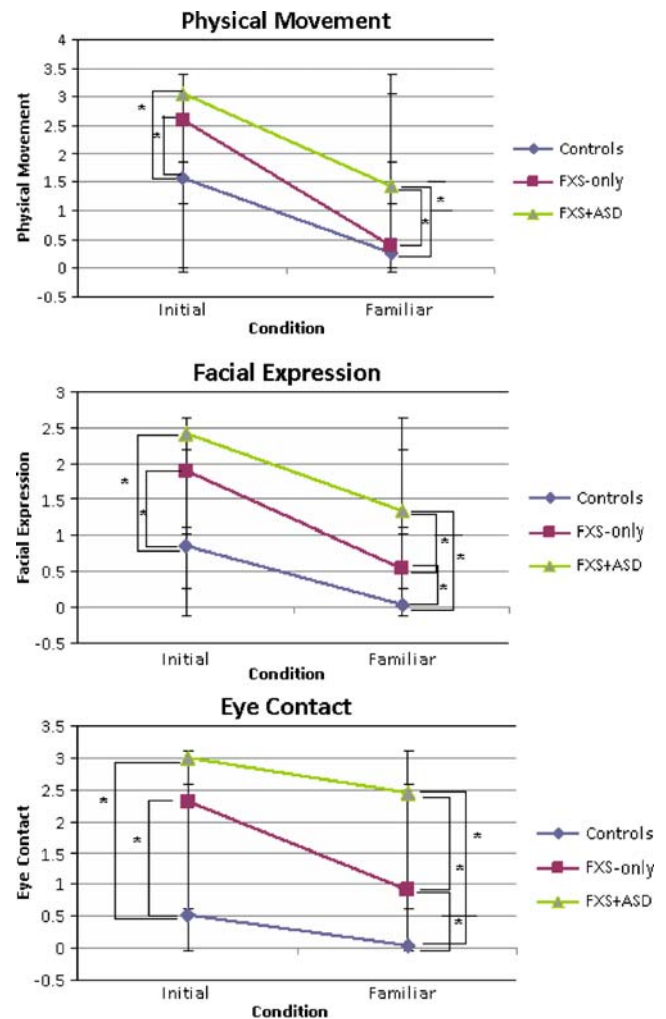 Physical Movement
4
3.5
3
2.5
2
1.5
1
0.5
0
-0.5
Physical Movement
* * * *
Initial
Familiar
Condition
Controls
FXS-only
FXS+ASD
Facial Expression
3
2.5
2
1.5
1
0.5
0
-0.5
Facial Expression
* * * * *
Initial
Familiar
Condition
Controls
FXS-only
FXS+ASD
Eye Contact
3.5
3
2.5
2
1.5
1
0.5
0
-0.5
Eye Contact
* * * * *
Initial
Familiar
Condition
Controls
FXS-only
FXS+ASD